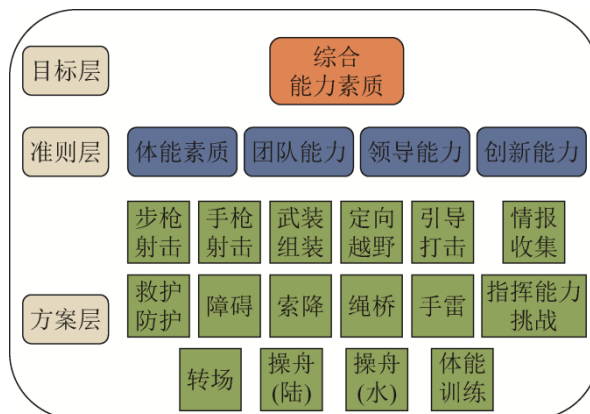 目标层
综合
能力素质
准则层
体能素质 团队能力 领导能力 创新能力
步枪 手枪 武装 定向 引导 情报
射击 射击 组装 越野 打击 收集
方案层
救护 障碍 索降 绳桥 手雷 指挥能力
防护 挑战
转场 操舟 操舟 体能
(陆) (水) 训练